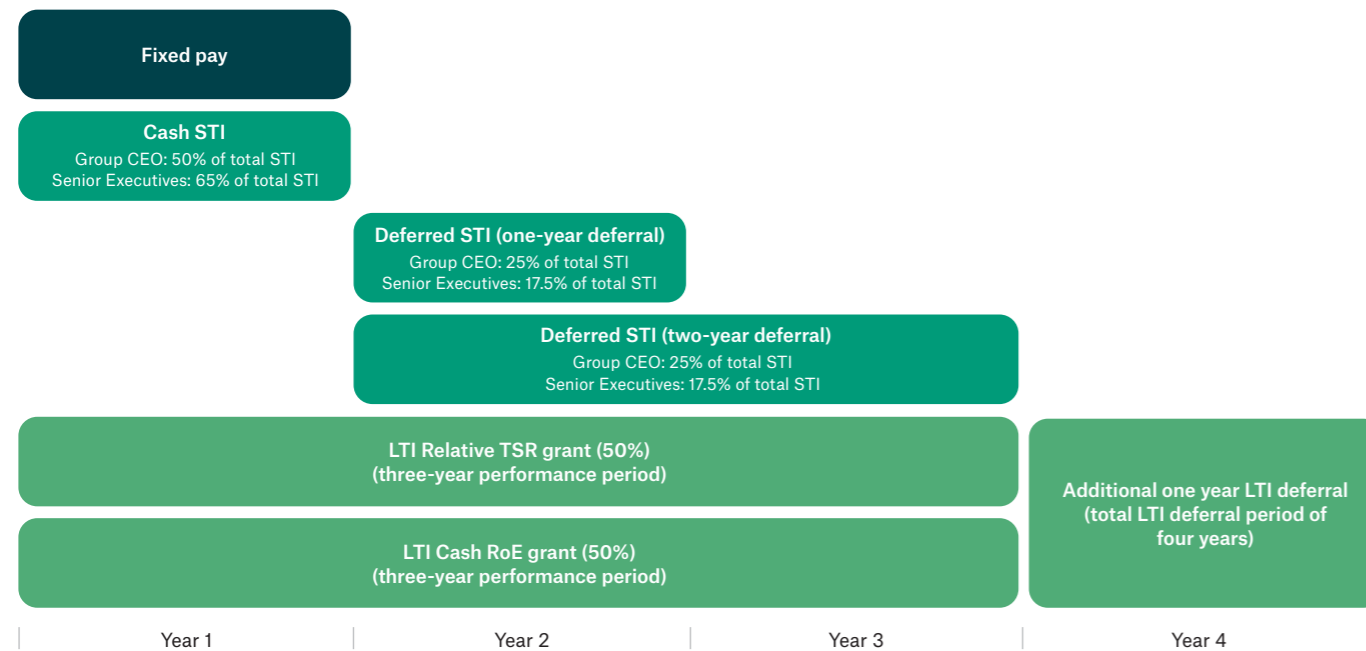 Fixed pay
Cash STI
Group CEO: 50% of total STI
Senior Executives: 65% of total STI
Deferred STI (one-year deferral)
Group CEO: 25% of total STI
Senior Executives: 17.5% of total STI
Deferred STI (two-year deferral)
Group CEO: 25% of total STI
Senior Executives: 17.5% of total STI
LTI Relative TSR grant (50%)
(three-year performance period)
Additional one year LTI deferral
(total LTI deferral period of
four years)
LTI Cash RoE grant (50%)
(three-year performance period)
Year 1
Year 2
Year 3
Year 4